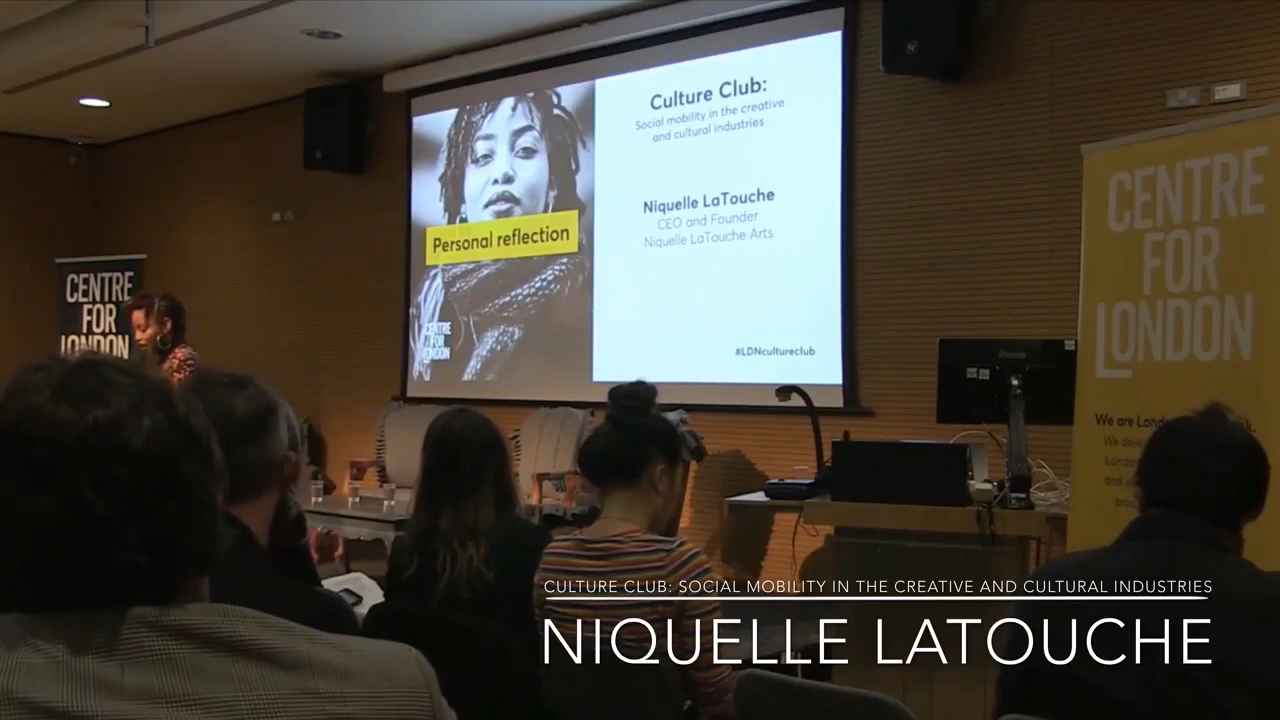 Culture Club:
Social mobility in the creative
and cultural industries
Niquelle LaTouche
CEO and Founder
Niquelle LaTouche Arts
Personal reflection
CENTRE
FOR
LONDON
#LDNcultureclub
CENTRE
FOR
LONDON
CENTRE
FOR
LONDON
We are
We
and
CULTURE CLUB: SOCIAL MOBILITY IN THE CREATIVE AND CULTURAL INDUSTRIES
NIQUELLE LATOUCHE